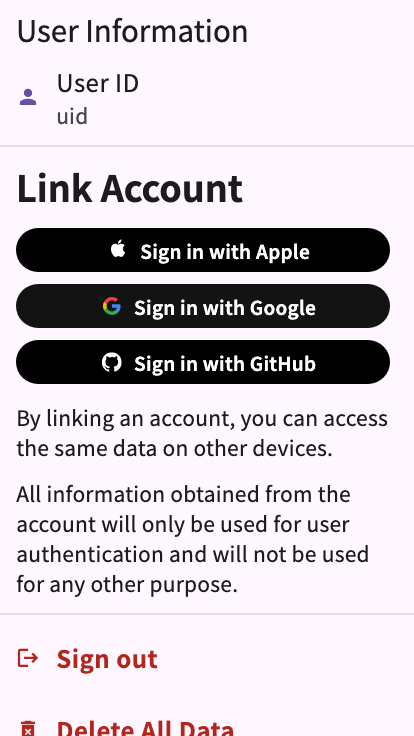 User Information
User ID
uid
Link Account
Sign in with Apple
Sign in with Google
Sign in with GitHub
By linking an account, you can access
the same data on other devices.
All information obtained from the
account will only be used for user
authentication and will not be used
for any other purpose.
Sign out
Delete All Data